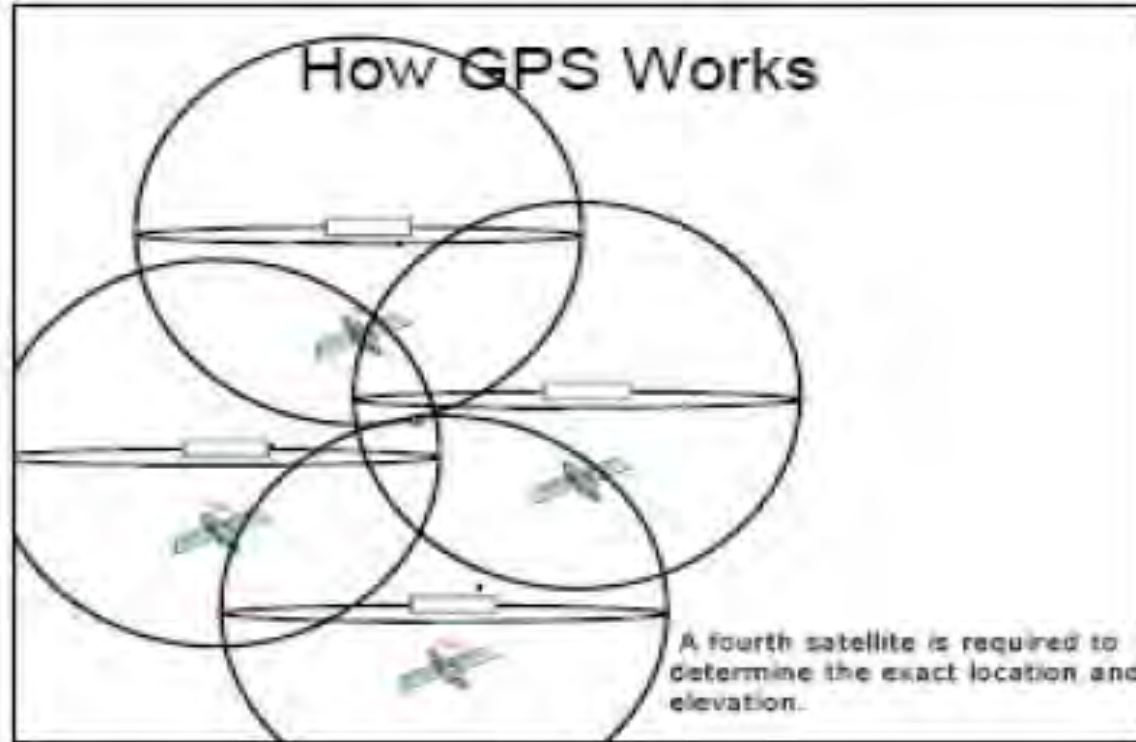 How GPS Works
A fourth satellite is required to
determine the exact location and
elevation.